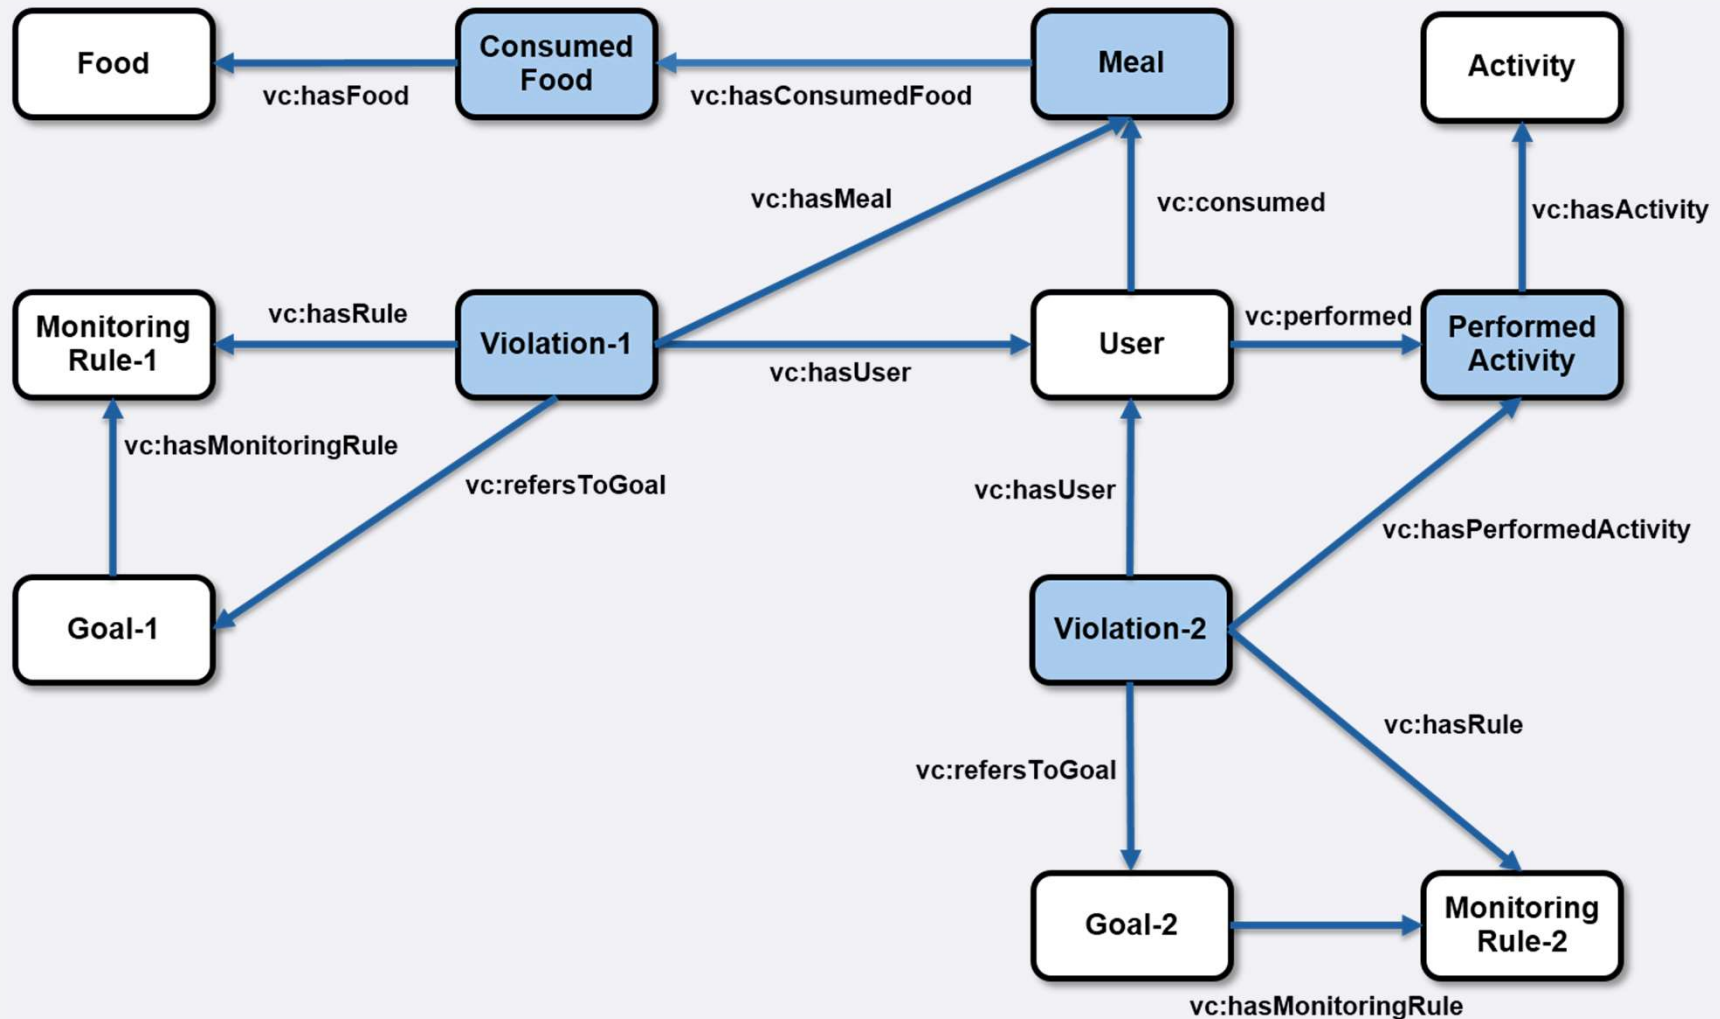 Food
Consumed
Food
Meal
Activity
vc:hasFood
vc:hasConsumedFood
vc:hasMeal
vc:consumed
vc:hasActivity
Monitoring
Rule-1
vc:hasRule
Violation-1
vc:hasUser
User
vc:performed
Performed
Activity
vc:hasMonitoringRule
vc:refersToGoal
vc:hasUser
vc:hasPerformedActivity
Goal-1
Violation-2
vc:refersToGoal
vc:hasRule
Goal-2
Monitoring
Rule-2
vc:hasMonitoringRule